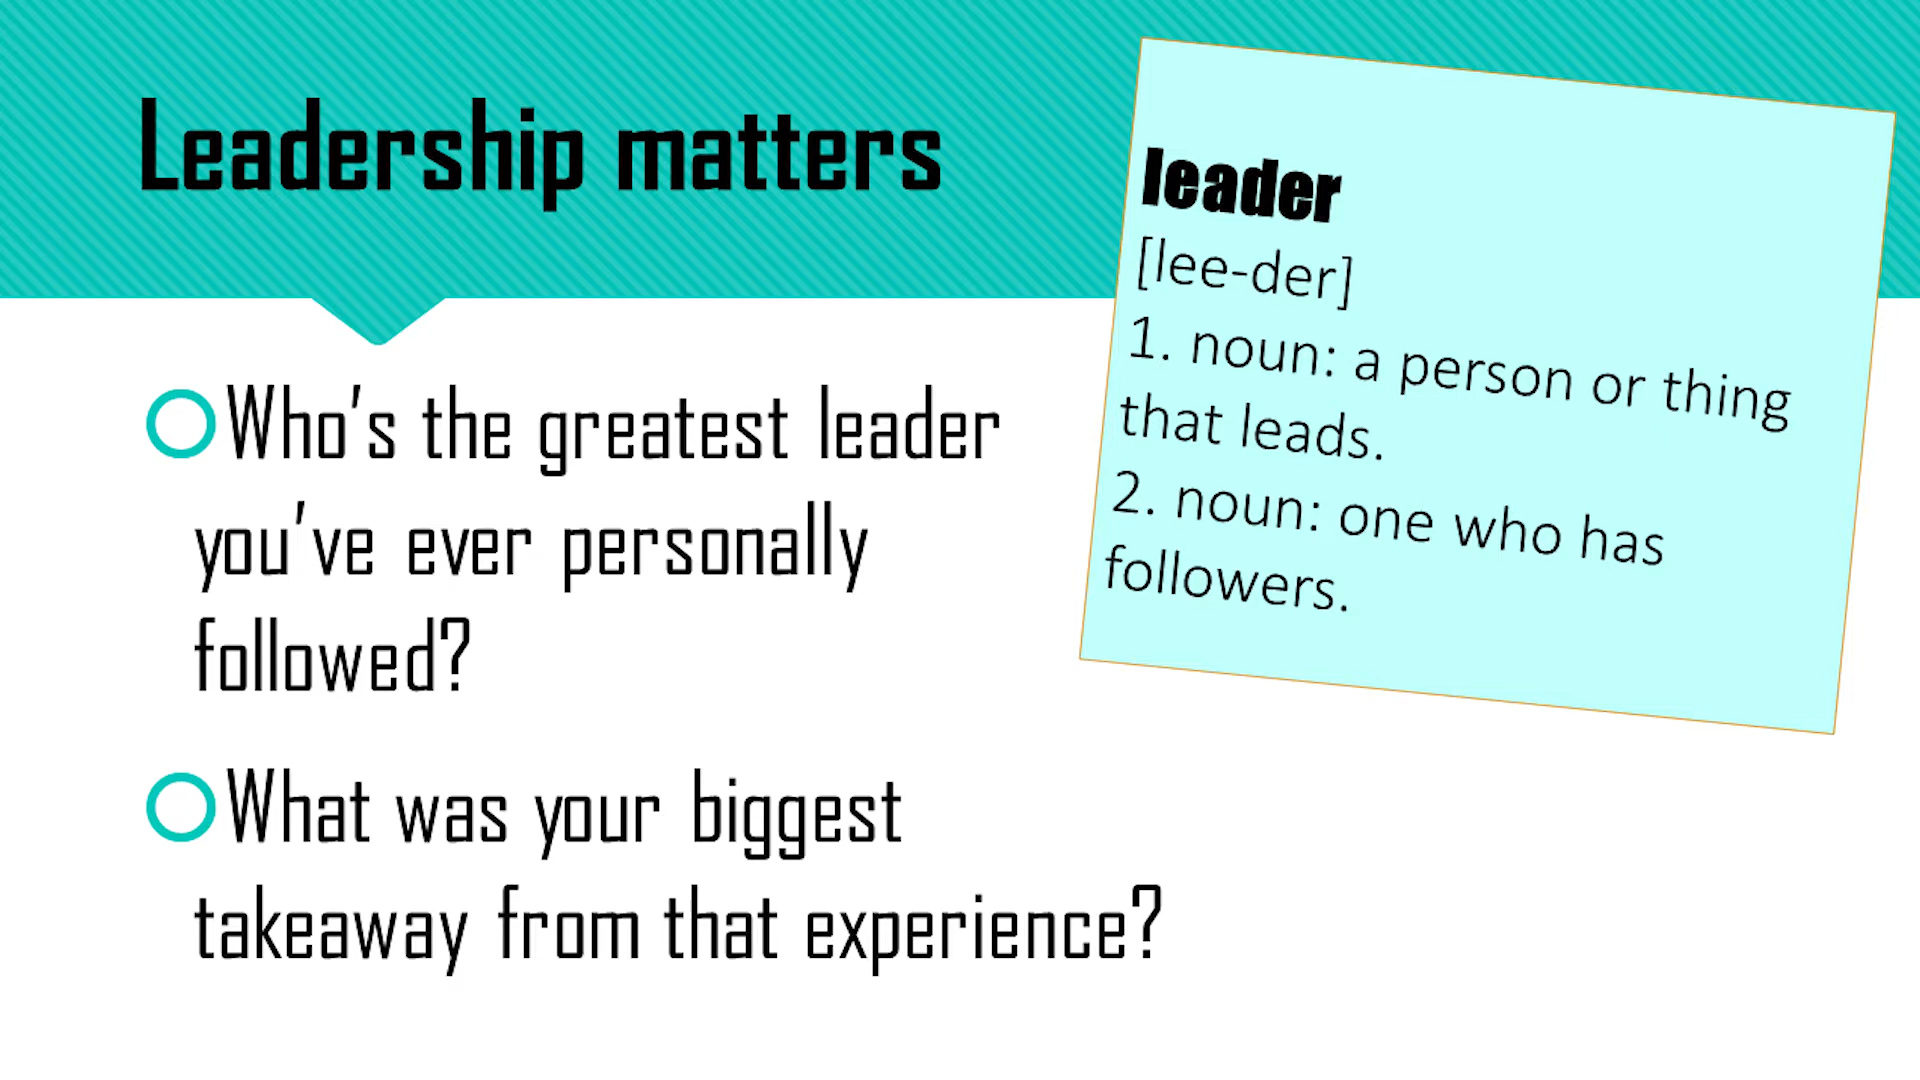 Leadership matters
Who's the greatest leader
you've ever personally
followed?
What was your biggest
takeaway from that experience?
leader
[lee-der]
1. noun: a person or thing
that leads.
2. noun: one who has
followers.